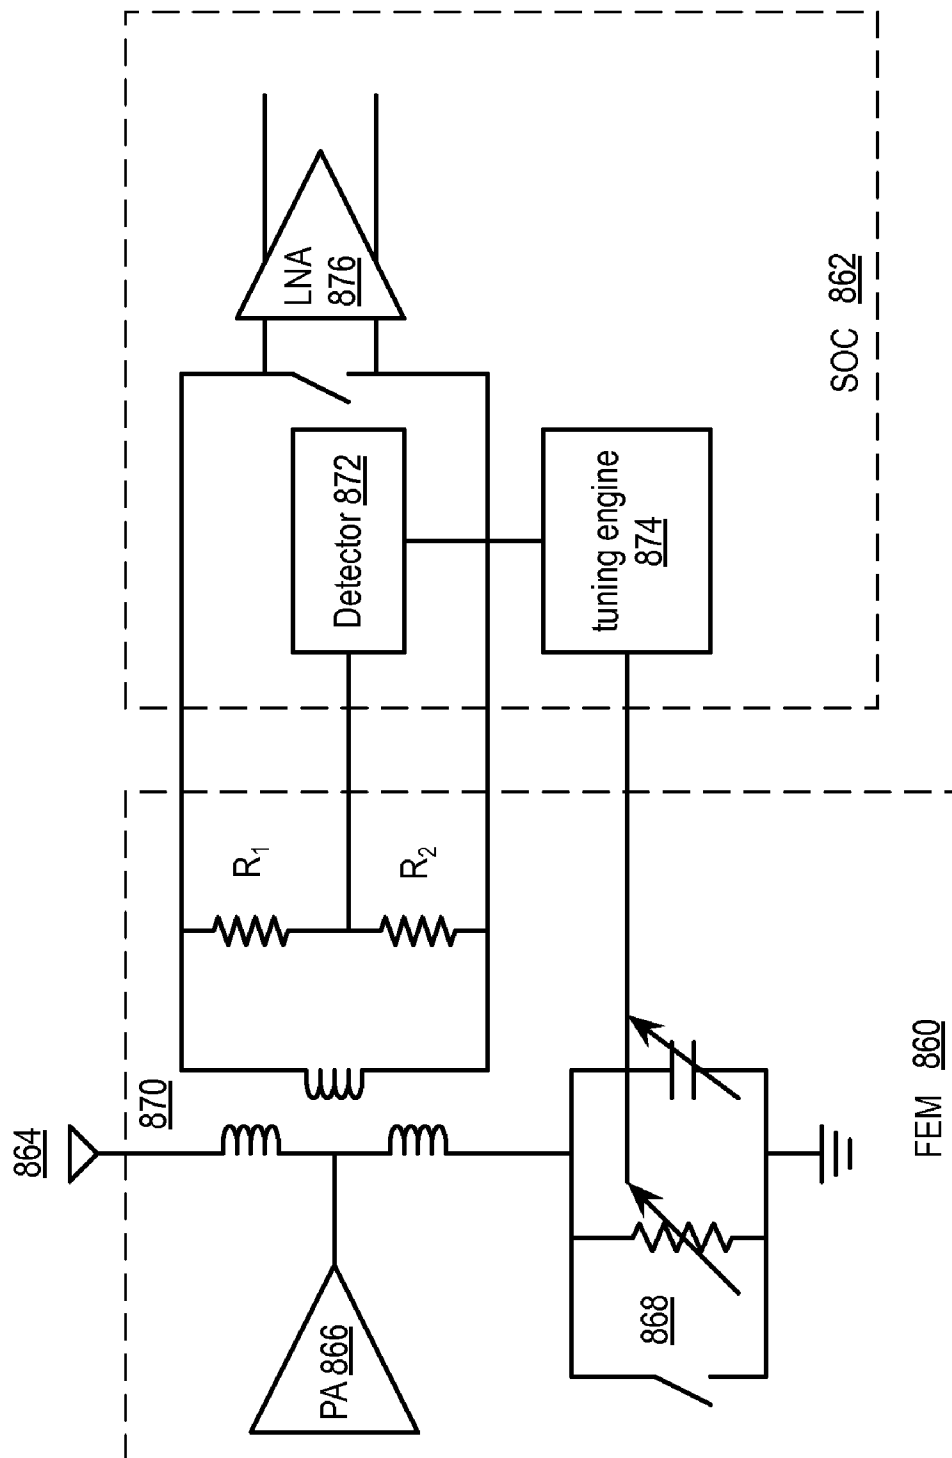 864
870
PA 866
868
FEM 860
R1
R2
Detector 872
tuning engine
874
LNA
876
SOC 862